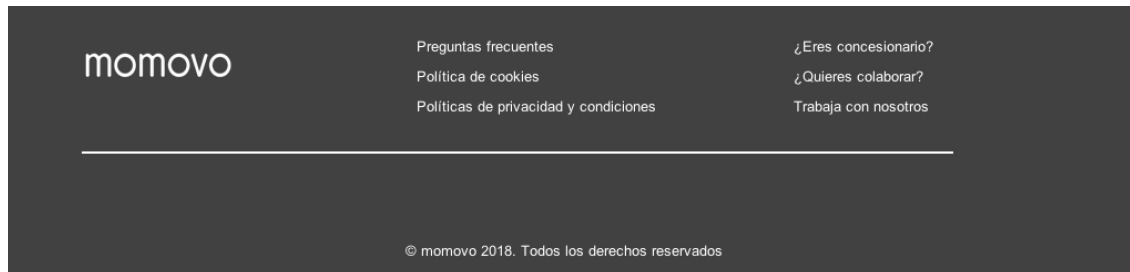 momovo
Preguntas frecuentes
Política de cookies
Políticas de privacidad y condiciones
¿Eres concesionario?
¿Quieres colaborar?
Trabaja con nosotros
© momovo 2018. Todos los derechos reservados